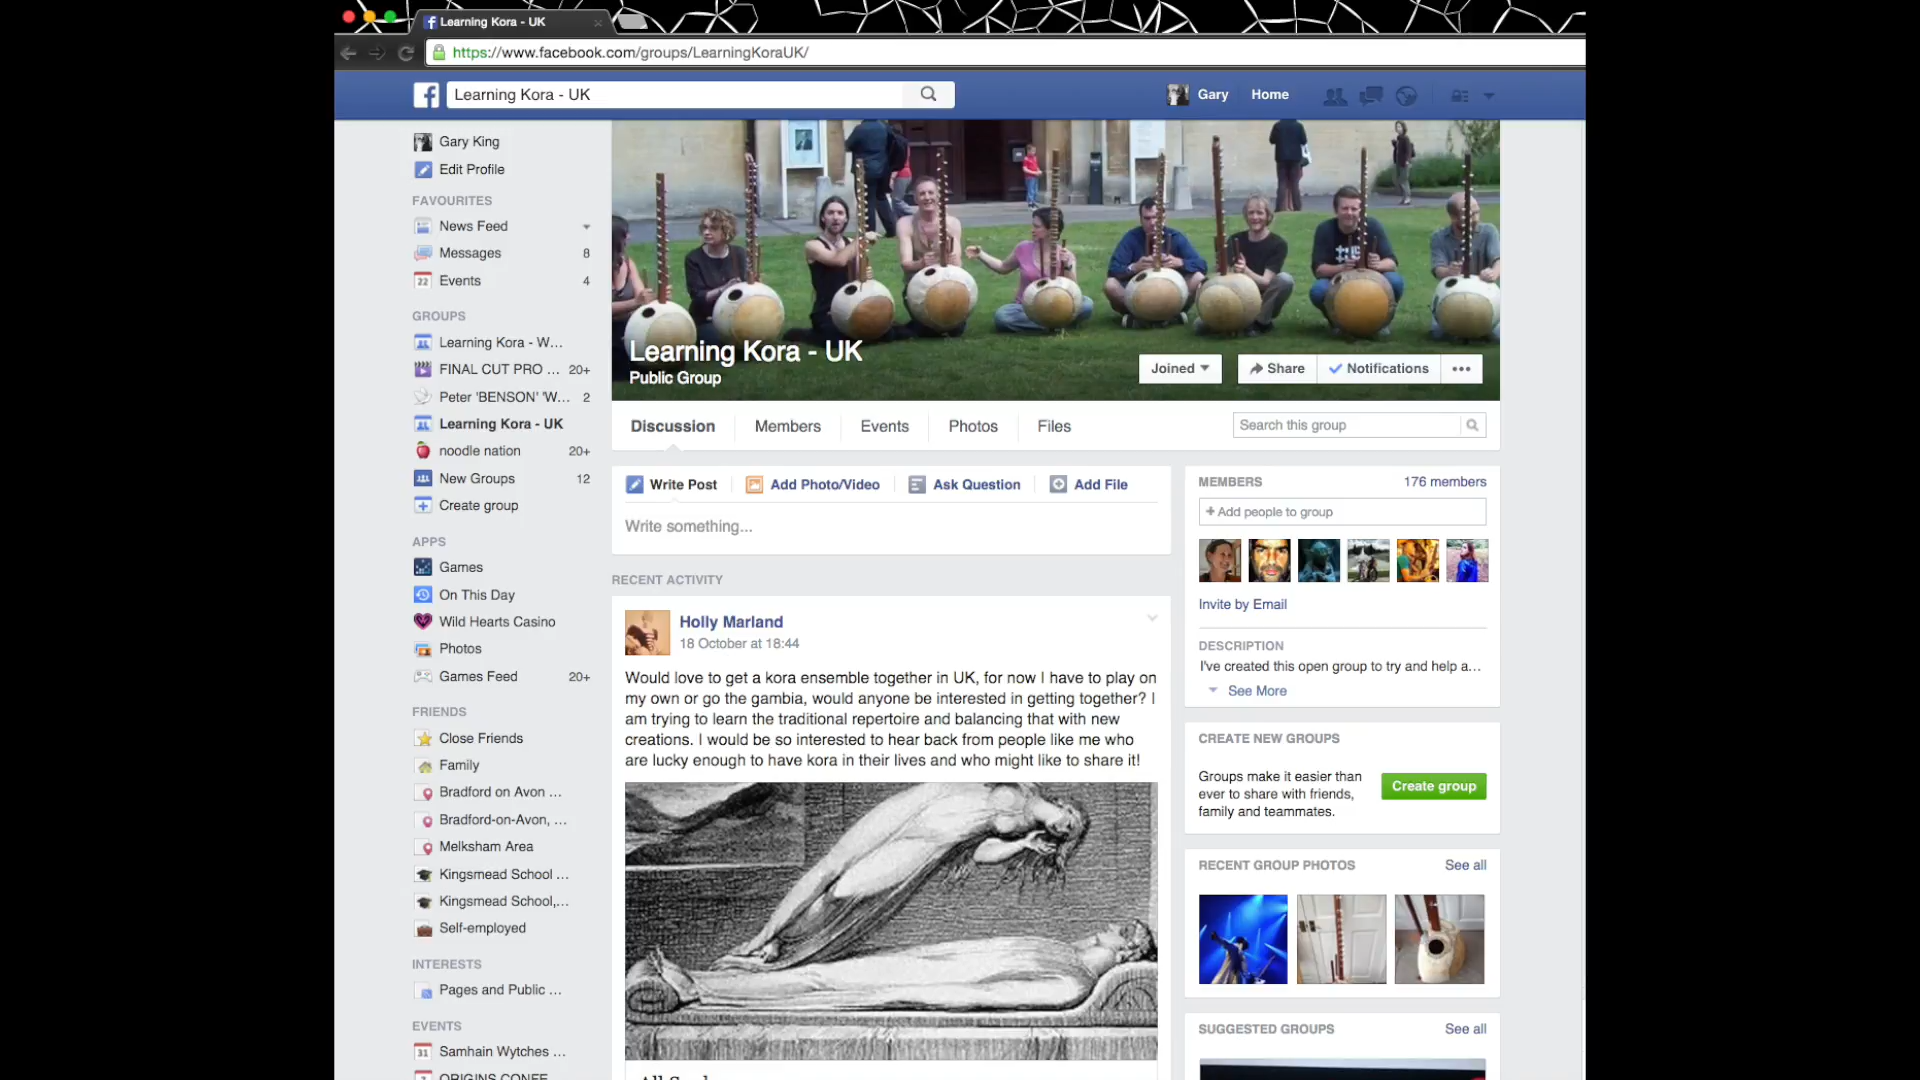 Learning Kora - UK
https://www.facebook.com/groups/LearningKoraUK/
Learning Kora - UK
Gary
Home
Gary King
Edit Profile
FAVOURITES
News Feed
Messages 8
22 Events 4
GROUPS
Learning Kora - W...
FINAL CUT PRO ... 20+
Peter 'BENSON' 'W... 2
Learning Kora - UK
noodle nation 20+
New Groups 12
Create group
APPS
Games
On This Day
Wild Hearts Casino
Photos
Games Feed 20+
FRIENDS
Close Friends
Family
Bradford on Avon ...
Bradford-on-Avon, ...
Melksham Area
Kingsmead School ...
Kingsmead School,...
Self-employed
INTERESTS
Pages and Public ...
EVENTS
31 Samhain Wytches ...
ORIGINS CONFE
Learning Kora - UK
Public Group
Joined
Share
Notifications
Discussion
Members
Events
Photos
Files
Search this group
Write Post
Add Photo/Video
Ask Question
Add File
Write something...
RECENT ACTIVITY
Holly Marland
18 October at 18:44
Would love to get a kora ensemble together in UK, for now I have to play on
my own or go the gambia, would anyone be interested in getting together? I
am trying to learn the traditional repertoire and balancing that with new
creations. I would be so interested to hear back from people like me who
are lucky enough to have kora in their lives and who might like to share it!
MEMBERS
176 members
+ Add people to group
Invite by Email
DESCRIPTION
I've created this open group to try and help a...
See More
CREATE NEW GROUPS
Groups make it easier than
ever to share with friends,
family and teammates.
Create group
RECENT GROUP PHOTOS
See all
SUGGESTED GROUPS
See all